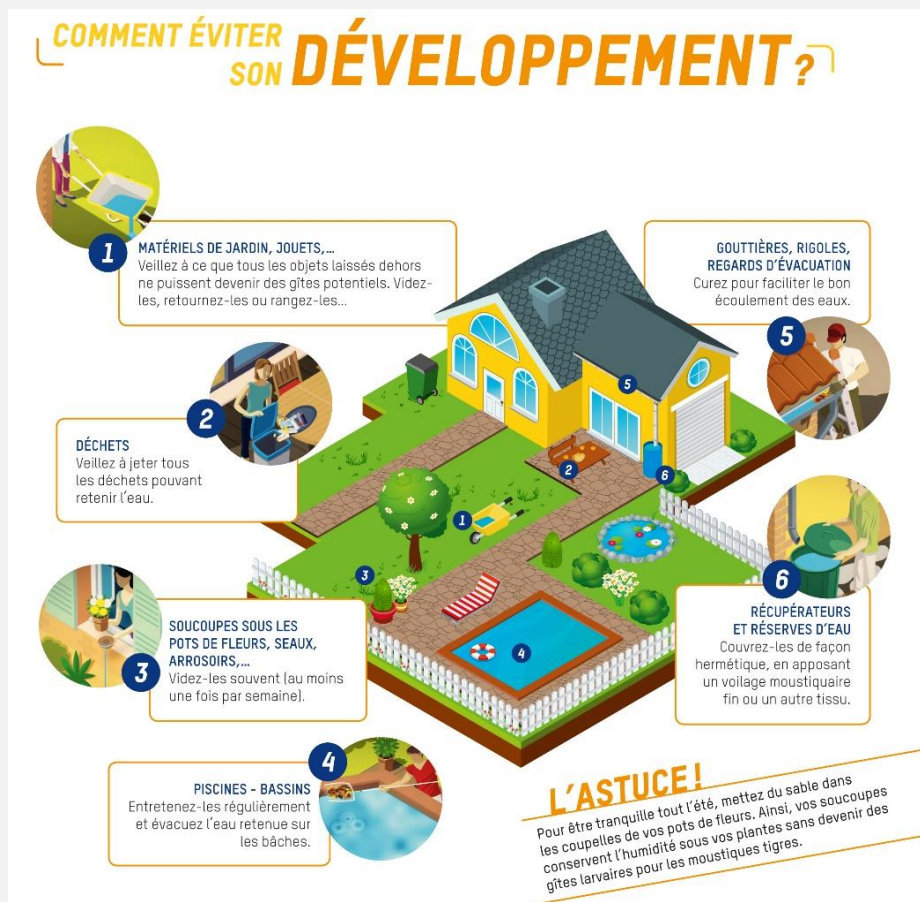 COMMENT ÉVITER
SON DÉVELOPPEMENT ?
1
MATÉRIELS DE JARDIN, JOUETS,...
Veillez à ce que tous les objets laissés dehors
ne puissent devenir des gîtes potentiels. Videz-
les, retournez-les ou rangez-les...
2
DÉCHETS
Veillez à jeter tous
les déchets pouvant
retenir l'eau.
3
SOUCOUPES SOUS LES
POTS DE FLEURS, SEAUX,
ARROSOIRS,...
Videz-les souvent (au moins
une fois par semaine).
4
PISCINES - BASSINS
Entretenez-les régulièrement
et évacuez l'eau retenue sur
les bâches.
GOUTTIÈRES, RIGOLES,
REGARDS D'ÉVACUATION
Curez pour faciliter le bon
écoulement des eaux.
5
6
RÉCUPÉRATEURS
ET RÉSERVES D'EAU
Couvrez-les de façon
hermétique, en apposant
un voilage moustiquaire
fin ou un autre tissu.
5
2
6
1
3
4
L'ASTUCE !
Pour être tranquille tout l'été, mettez du sable dans
les coupelles de vos pots de fleurs. Ainsi, vos soucoupes
conservent l'humidité sous vos plantes sans devenir des
gîtes larvaires pour les moustiques tigres.